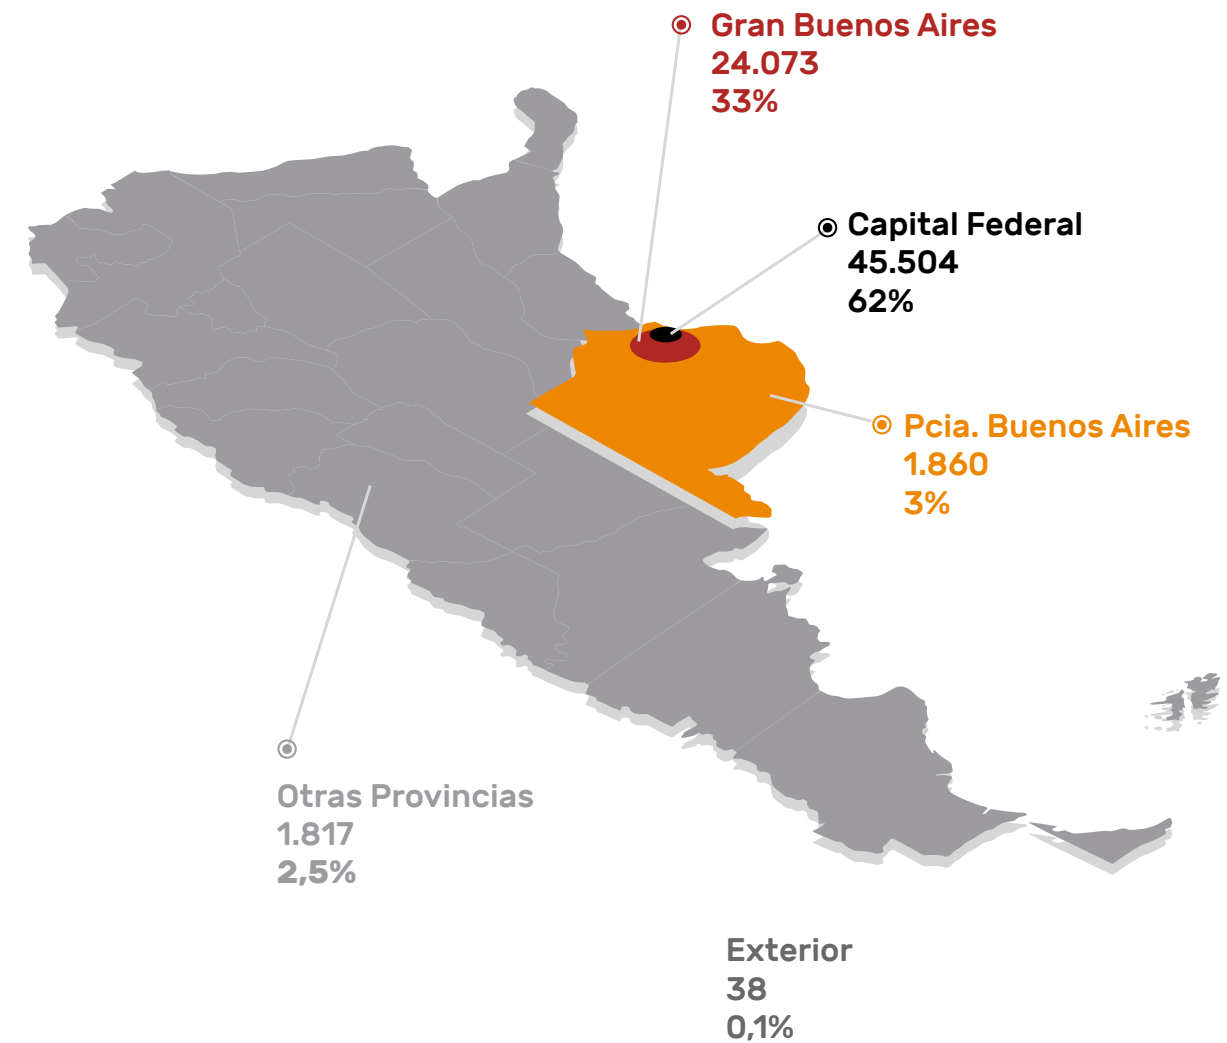 Gran Buenos Aires
24.073
33%
Capital Federal
45.504
62%
Pcia. Buenos Aires
1.860
3%
Otras Provincias
1.817
2,5%
Exterior
38
0,1%